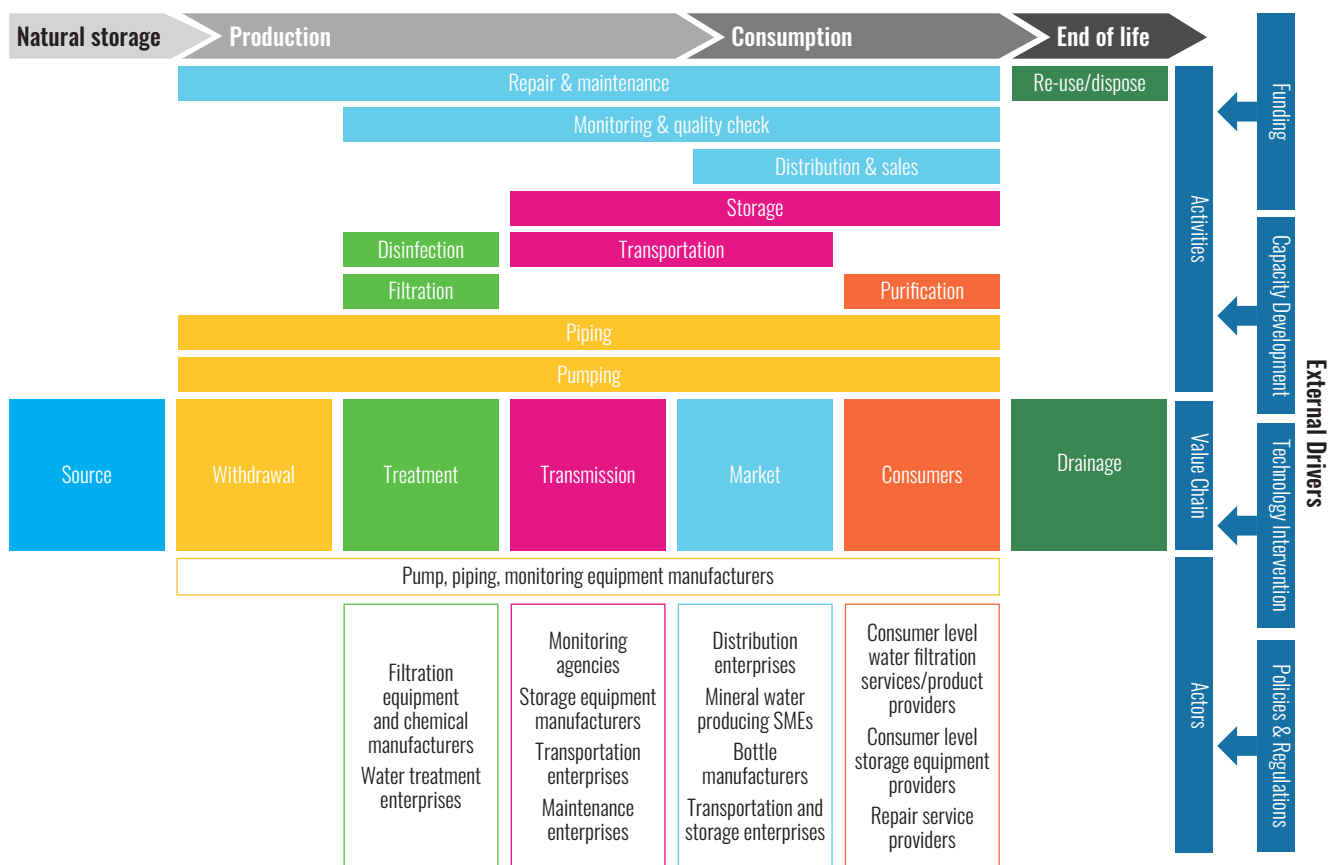 Natural storage
Production
Consumption
End of life
Repair & maintenance
Re-use/dispose
Monitoring & quality check
Distribution & sales
Storage
Disinfection
Transportation
Filtration
Purification
Piping
Pumping
Source
Withdrawal
Treatment
Transmission
Market
Consumers
Drainage
Pump, piping, monitoring equipment manufacturers
Filtration
equipment
and chemical
manufacturers
Water treatment
enterprises
Monitoring
agencies
Storage equipment
manufacturers
Transportation
enterprises
Maintenance
enterprises
Distribution
enterprises
Mineral water
producing SMEs
Bottle
manufacturers
Transportation and
storage enterprises
Consumer level
water filtration
services/product
providers
Consumer level
storage equipment
providers
Repair service
providers
Activities
Value Chain
Actors
Funding
Capacity Development
Technology Intervention
Policies & Regulations
External Drivers